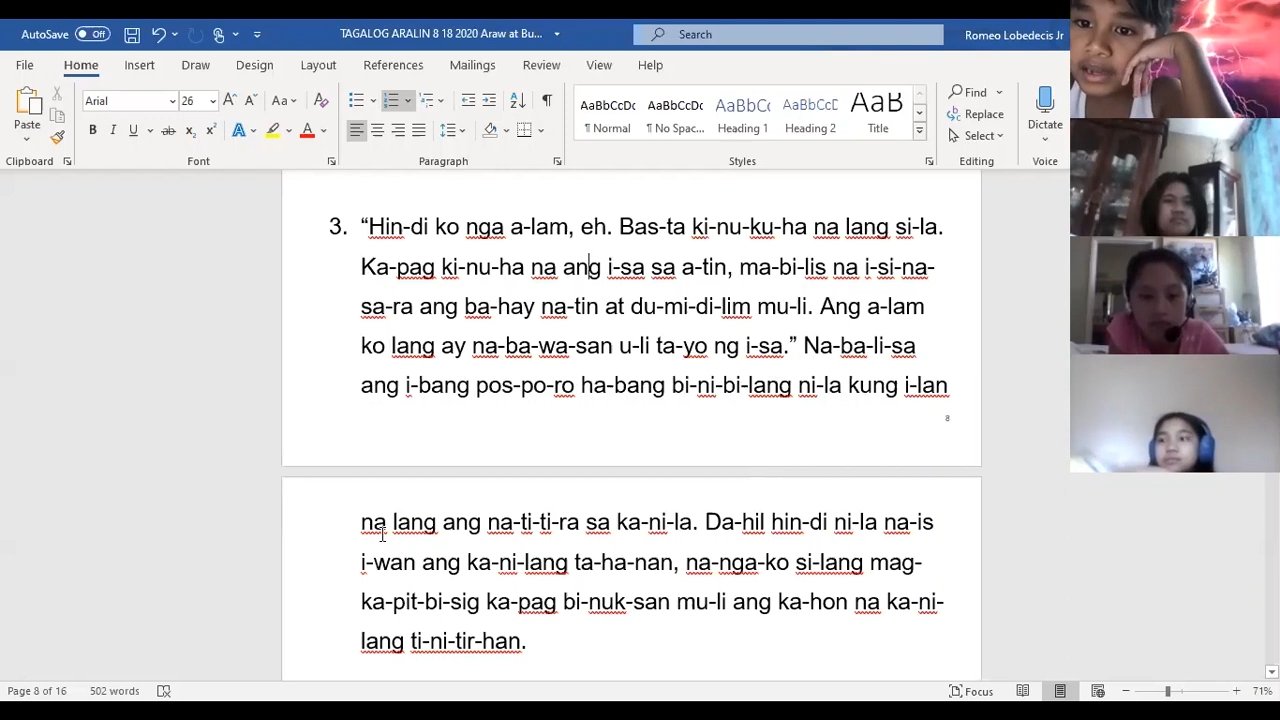 AutoSave Off TAGALOG ARALIN 8 18 2020 Araw at Bu... Search Romeo Lobedecis Jr
File Home Insert Draw Design Layout References Mailings Review View Help
Paste Arial 26 A A Aa A AaBbCcDc AaBbCcDc AaBbCc AaBbCcD AaB Find Dictate
B I U ab x2 x2 A A Normal No Spac... Heading 1 Heading 2 Title Replace
Select
Clipboard Font Paragraph Styles Editing Voice
3. “Hin-di ko nga a-lam, eh. Bas-ta ki-nu-ku-ha na lang si-la.
Ka-pag ki-nu-ha na ang i-sa sa a-tin, ma-bi-lis na i-si-na-
sa-ra ang ba-hay na-tin at du-mi-di-lim mu-li. Ang a-lam
ko lang ay na-ba-wa-san u-li ta-yo ng i-sa.” Na-ba-li-sa
ang i-bang pos-po-ro ha-bang bi-ni-bi-lang ni-la kung i-lan
8
na lang ang na-ti-ti-ra sa ka-ni-la. Da-hil hin-di ni-la na-is
i-wan ang ka-ni-lang ta-ha-nan, na-nga-ko si-lang mag-
ka-pit-bi-sig ka-pag bi-nuk-san mu-li ang ka-hon na ka-ni-
lang ti-ni-tir-han.
Page 8 of 16 502 words Focus 71%